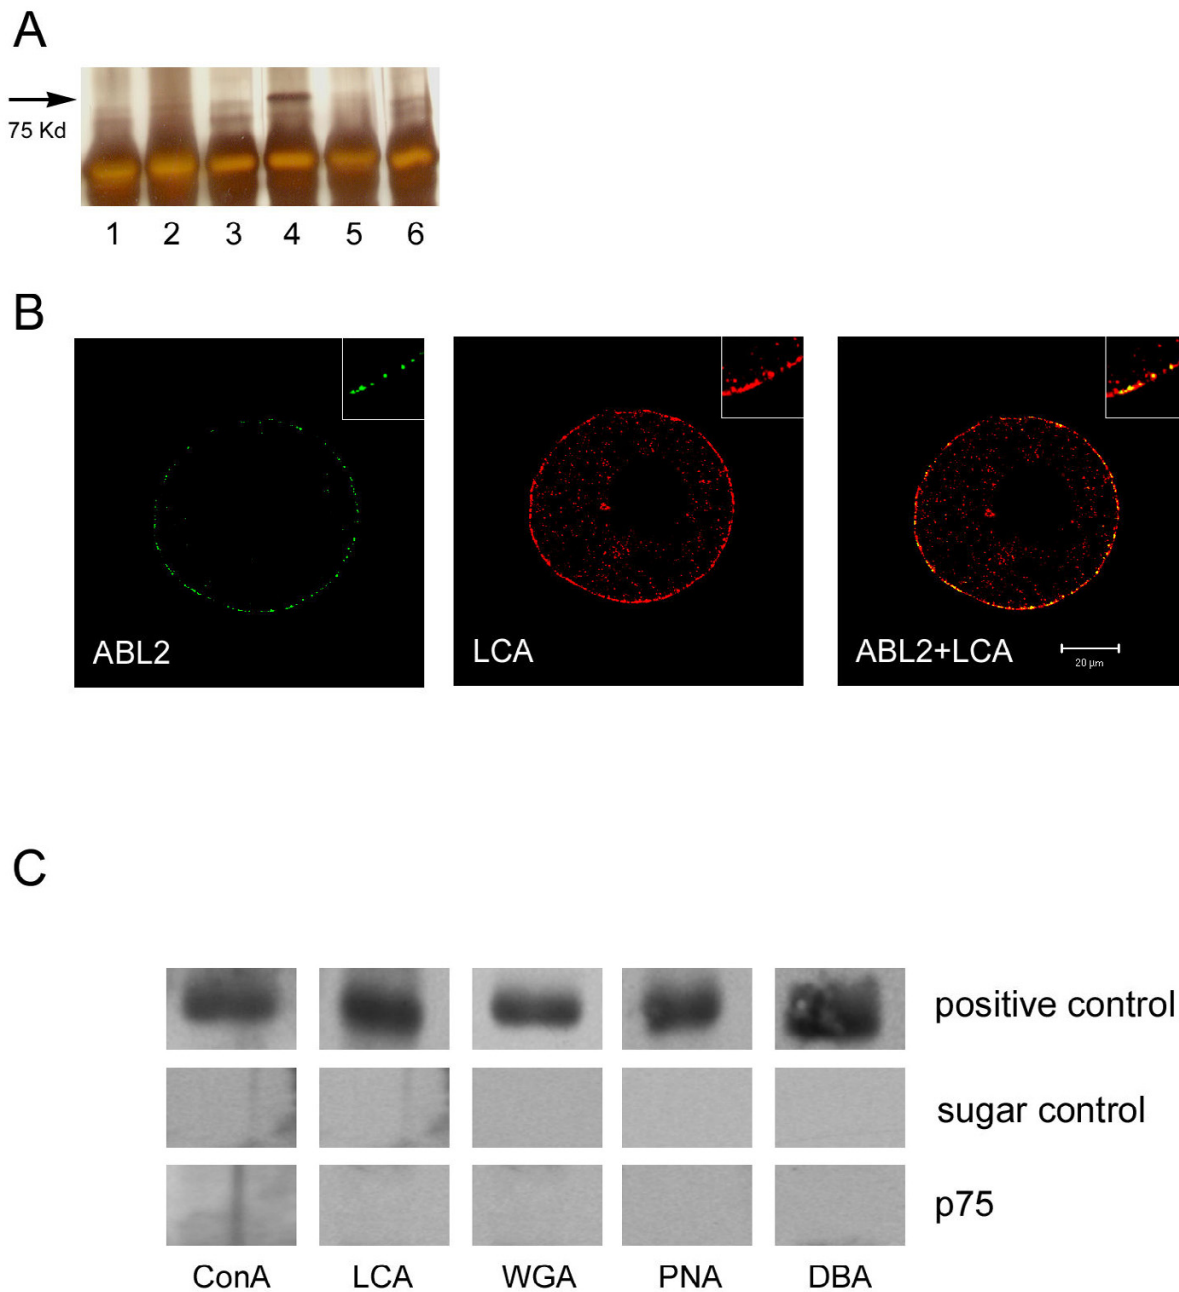 A
75 Kd
1 2 3 4 5 6
B
ABL2
LCA
ABL2+LCA
20 µm
C
positive control
sugar control
p75
ConA LCA WGA PNA DBA